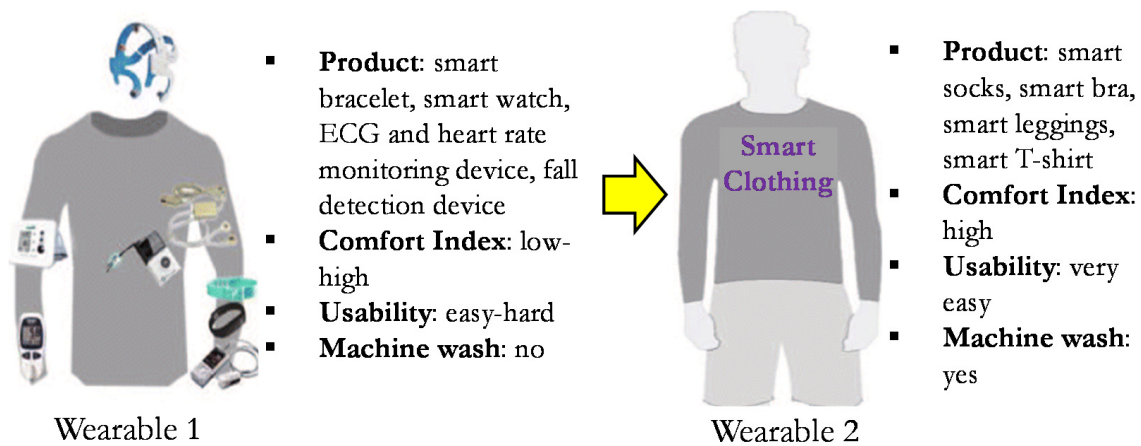 ▪ Product: smart
bracelet, smart watch,
ECG and heart rate
monitoring device, fall
detection device
▪ Comfort Index: low-
high
▪ Usability: easy-hard
▪ Machine wash: no
Wearable 1
Smart
Clothing
▪ Product: smart
socks, smart bra,
smart leggings,
smart T-shirt
▪ Comfort Index:
high
▪ Usability: very
easy
▪ Machine wash:
yes
Wearable 2